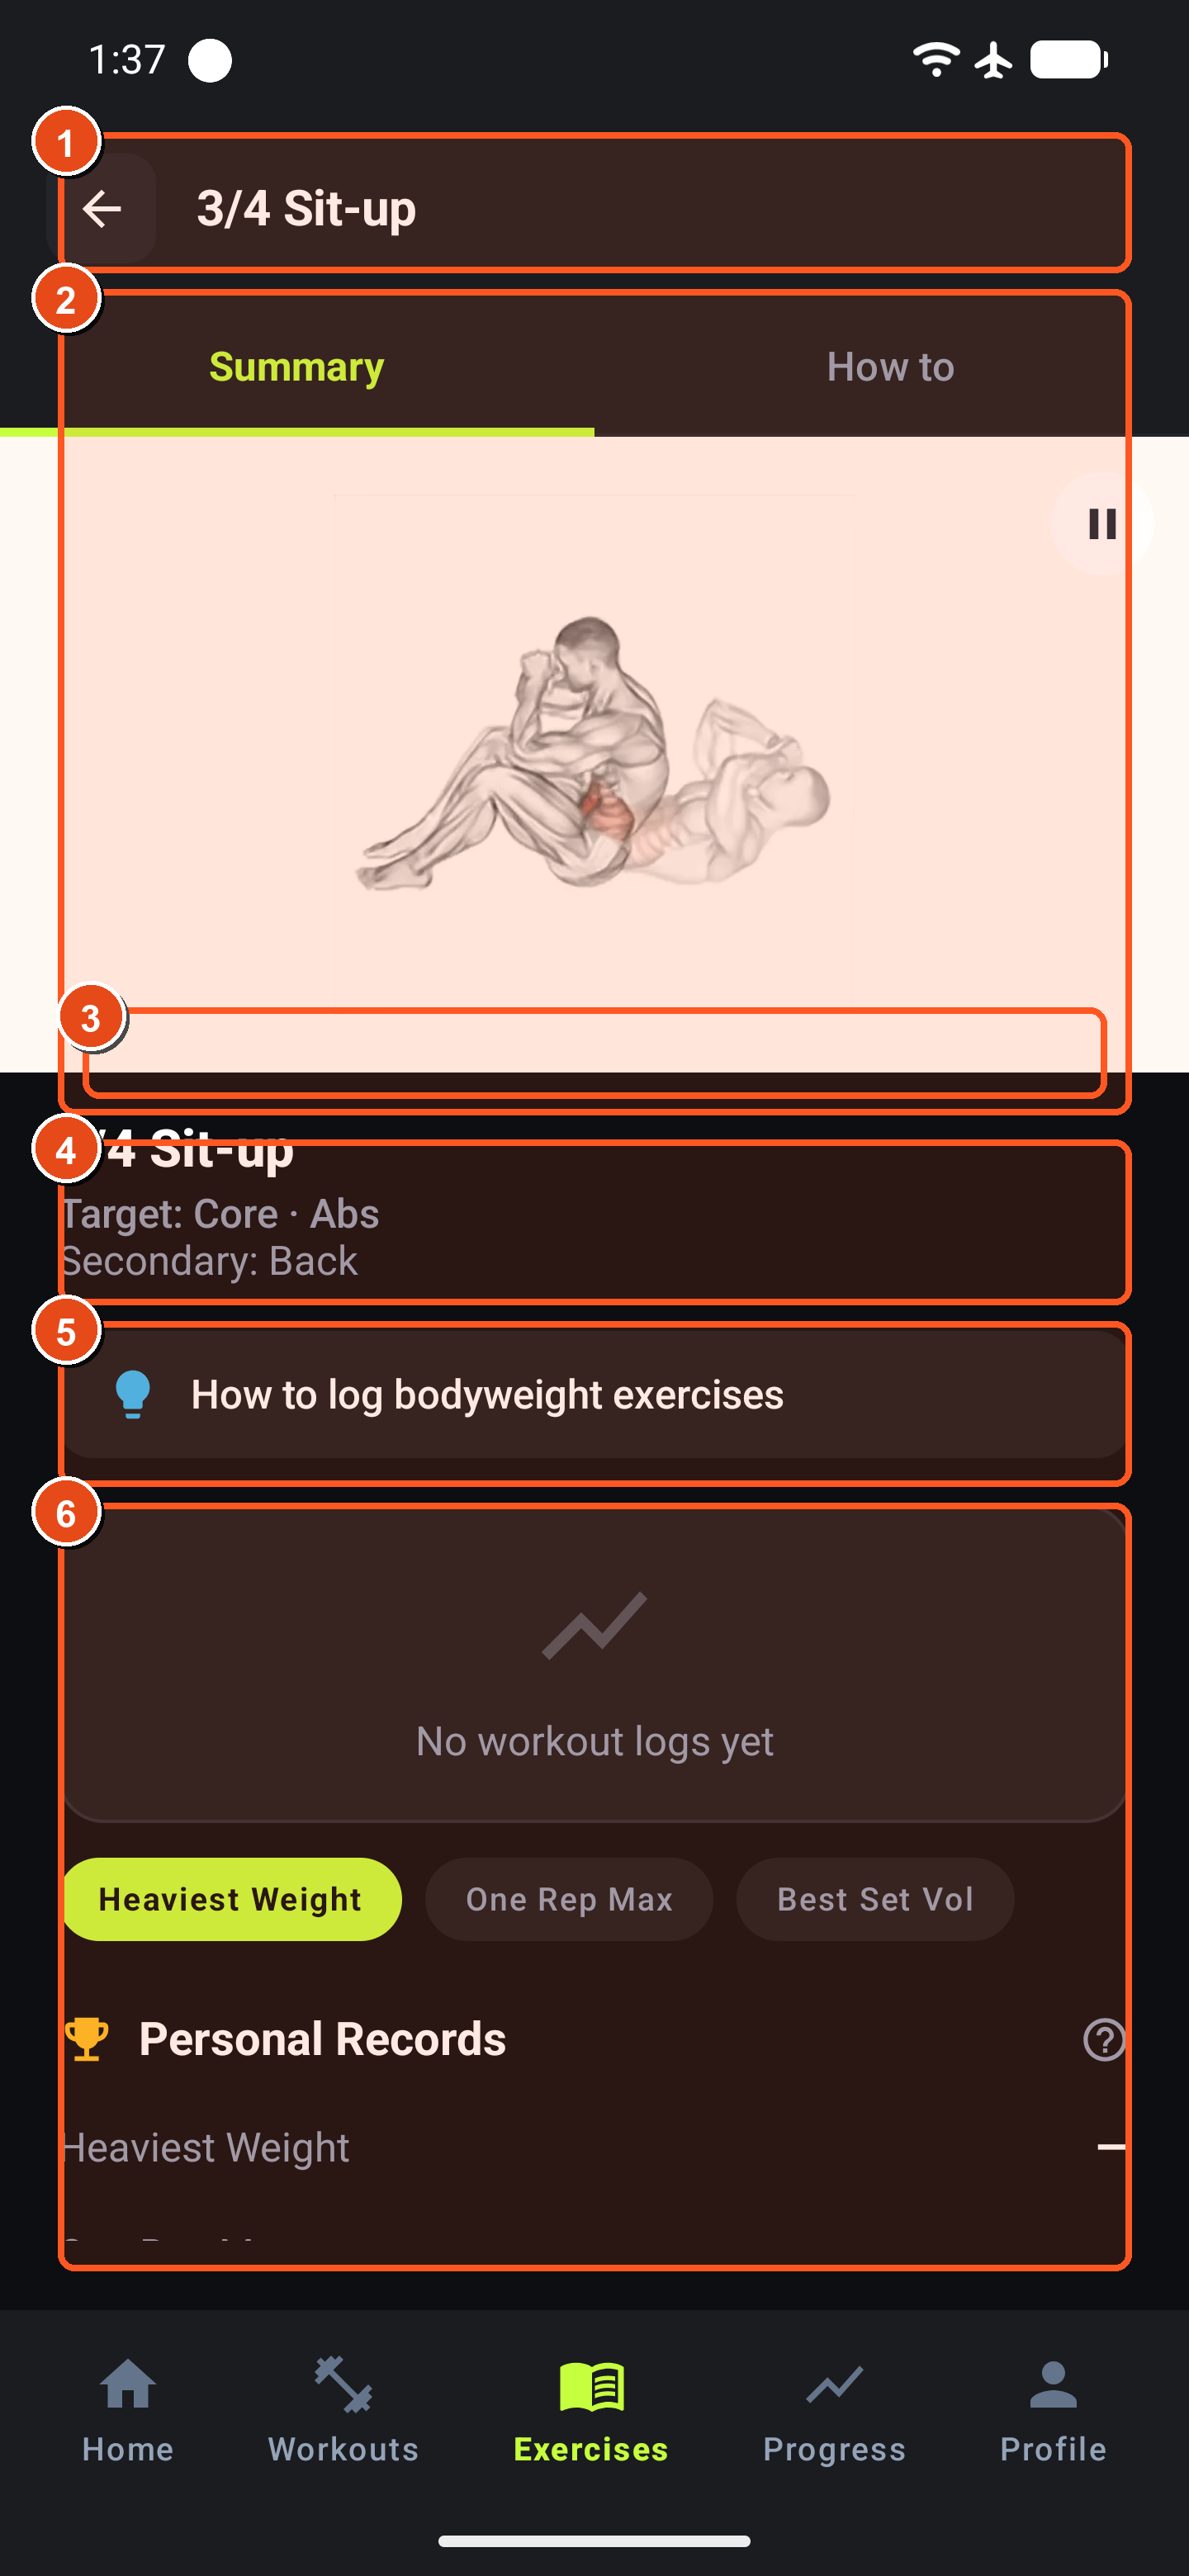 1:37
1
3/4 Sit-up
2
Summary
How to
3
4
/4 Sit-up
Target: Core · Abs
Secondary: Back
5
How to log bodyweight exercises
6
No workout logs yet
Heaviest Weight
One Rep Max
Best Set Vol
Personal Records
?
Heaviest Weight
–
Home
Workouts
Exercises
Progress
Profile